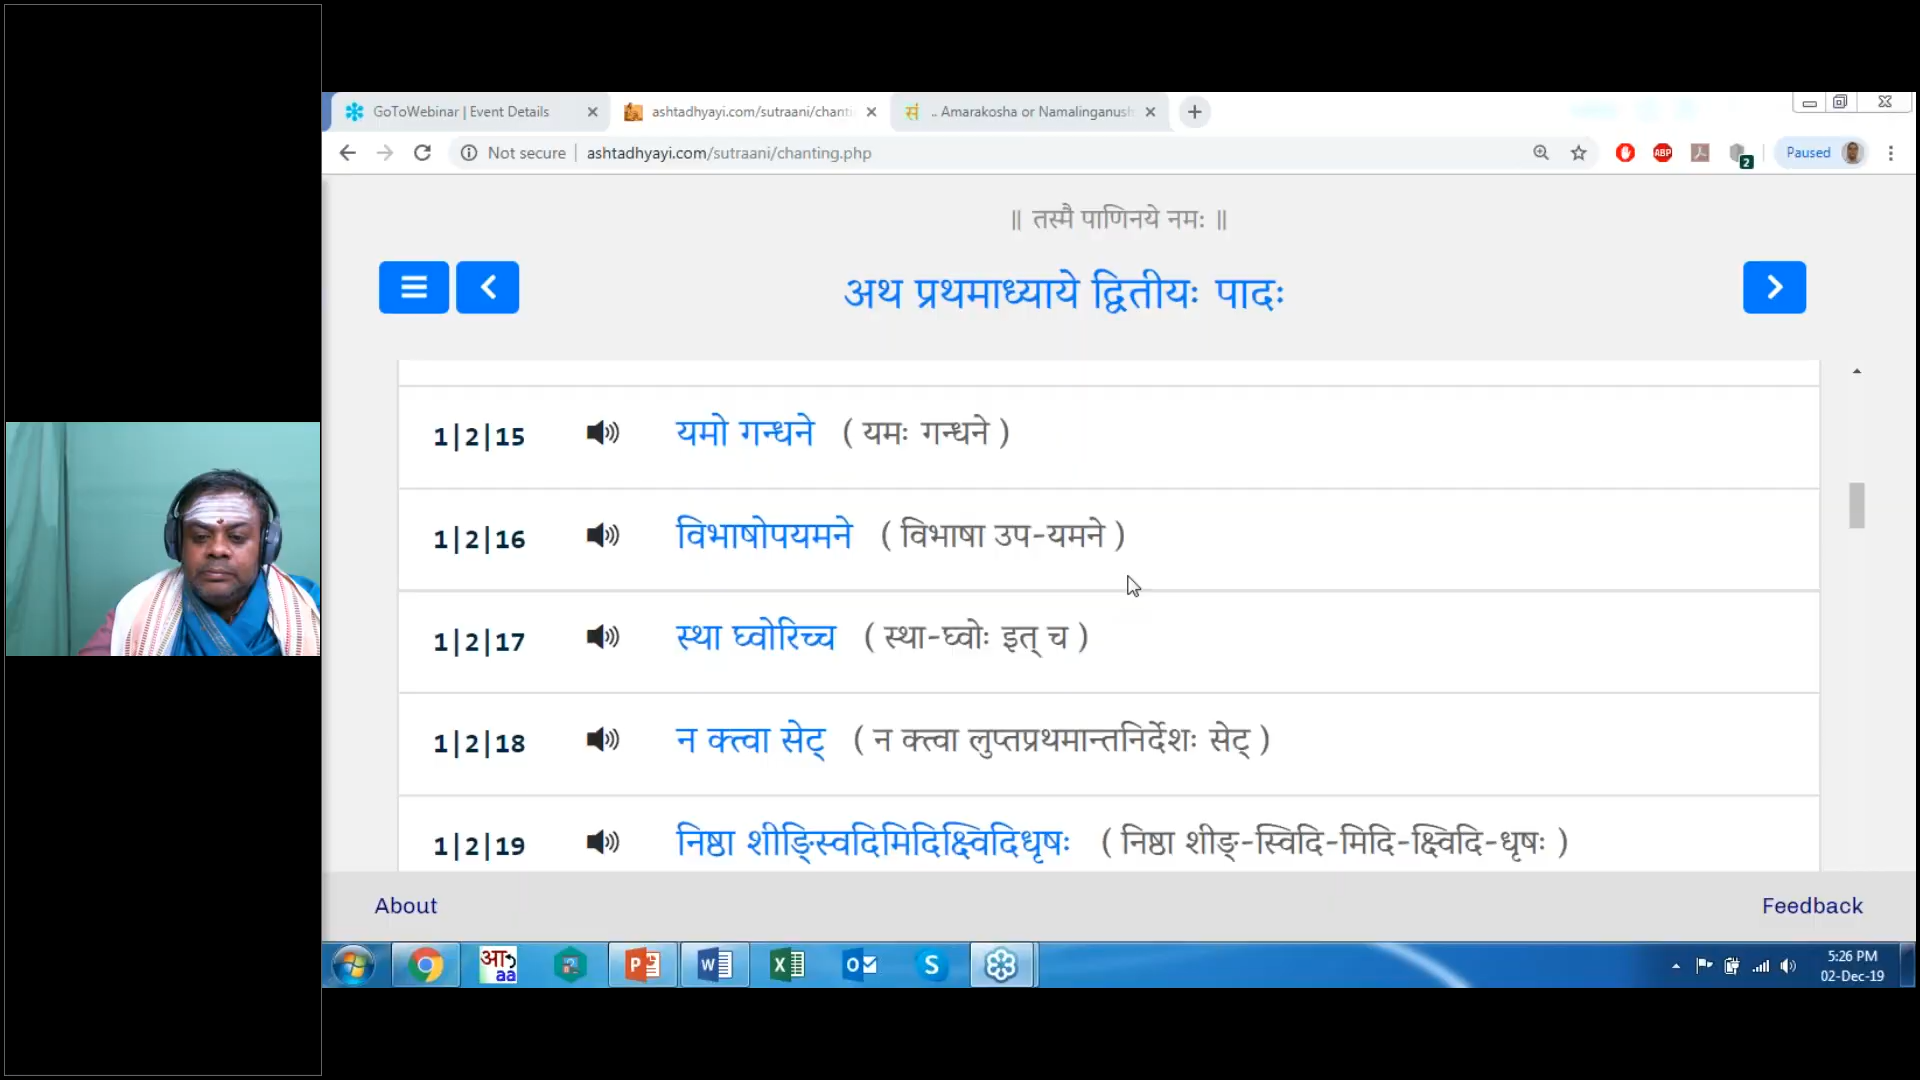 GoToWebinar | Event Details
ashtadhyayi.com/sutraani/chanti
.. Amarakosha or Namalinganush
Not secure | ashtadhyayi.com/sutraani/chanting.php
ABP
2
Paused
॥ तस्मै पाणिनये नमः ॥
अथ प्रथमाध्याये द्वितीयः पादः
1|2|15 यमो गन्धने ( यमः गन्धने )
1|2|16 विभाषोपयमने ( विभाषा उप-यमने )
1|2|17 स्था घ्वोरिच्च ( स्था-घ्वोः इत् च )
1|2|18 न क्त्वा सेट् ( न क्त्वा लुप्तप्रथमान्तनिर्देशः सेट् )
1|2|19 निष्ठा शीङ्स्विदिमिदिक्ष्विदिधृषः ( निष्ठा शीङ्-स्विदि-मिदि-क्ष्विदि-धृषः )
About
Feedback
5:26 PM
02-Dec-19